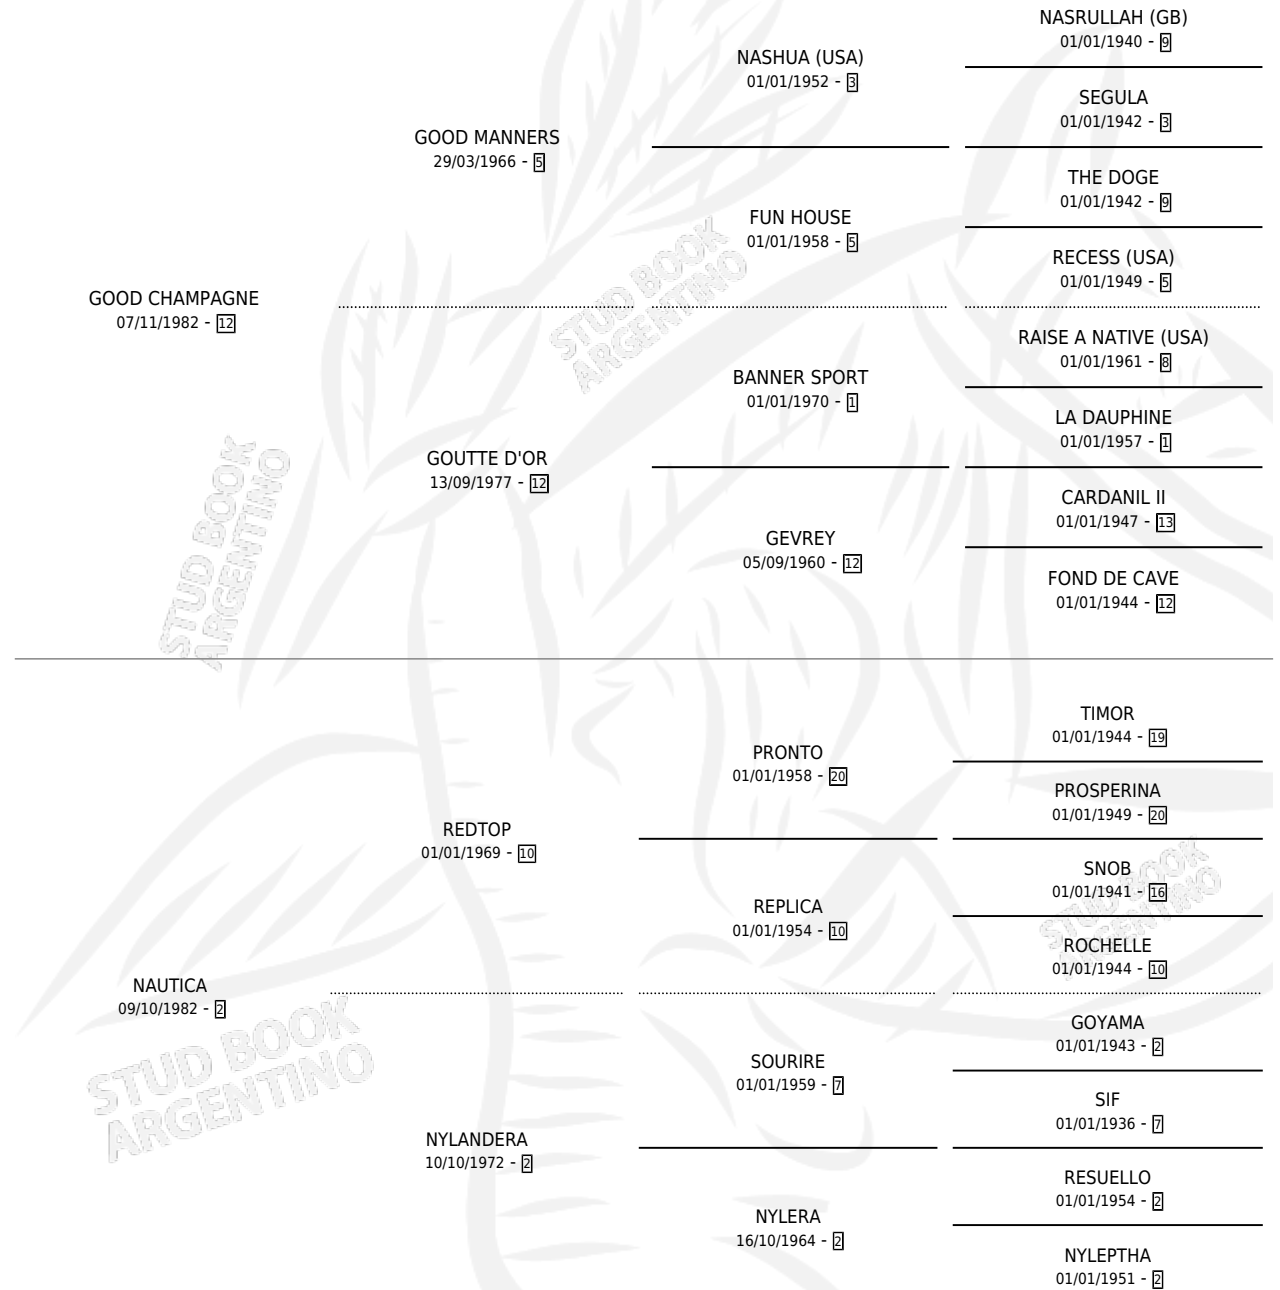 NASRULLAH (GB)
01/01/1940 - 9
NASHUA (USA)
01/01/1952 - 3
SEGULA
01/01/1942 - 3
GOOD MANNERS
29/03/1966 - 5
THE DOGE
01/01/1942 - 9
FUN HOUSE
01/01/1958 - 5
RECESS (USA)
01/01/1949 - 5
GOOD CHAMPAGNE
07/11/1982 - 12
RAISE A NATIVE (USA)
01/01/1961 - 8
BANNER SPORT
01/01/1970 - 1
LA DAUPHINE
01/01/1957 - 1
GOUTTE D'OR
13/09/1977 - 12
CARDANIL II
01/01/1947 - 13
GEVREY
05/09/1960 - 12
FOND DE CAVE
01/01/1944 - 12
TIMOR
01/01/1944 - 19
PRONTO
01/01/1958 - 20
PROSPERINA
01/01/1949 - 20
REDTOP
01/01/1969 - 10
SNOB
01/01/1941 - 16
REPLICA
01/01/1954 - 10
ROCHELLE
01/01/1944 - 10
NAUTICA
09/10/1982 - 2
GOYAMA
01/01/1943 - 2
SOURIRE
01/01/1959 - 7
SIF
01/01/1936 - 7
NYLANDERA
10/10/1972 - 2
RESUELLO
01/01/1954 - 2
NYLERA
16/10/1964 - 2
NYLEPTHA
01/01/1951 - 2
STUD BOOK
ARGENTINO
STUD BOOK
ARGENTINO
STUD BOOK
ARGENTINO
STUD BOOK
ARGENTINO